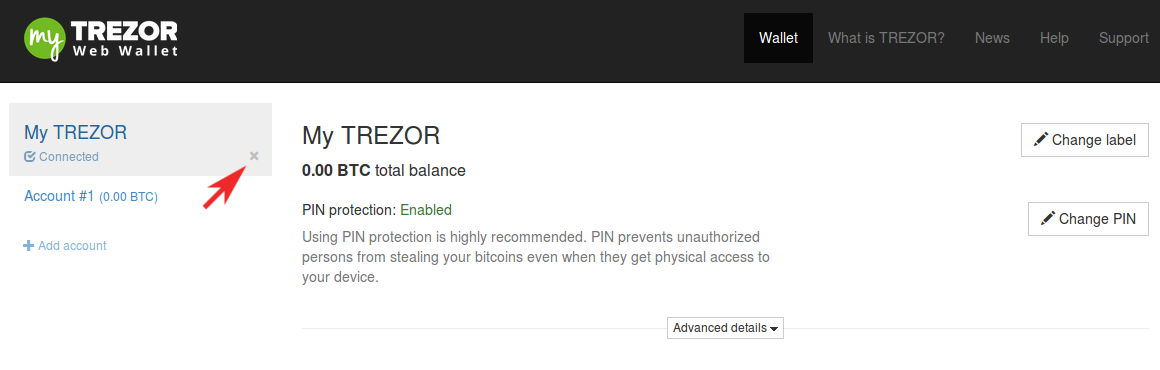 my TREZOR
Web Wallet
Wallet
What is TREZOR?
News
Help
Support
My TREZOR
Connected
Account #1 (0.00 BTC)
Add account
My TREZOR
Change label
0.00 BTC total balance
PIN protection: Enabled
Change PIN
Using PIN protection is highly recommended. PIN prevents unauthorized
persons from stealing your bitcoins even when they get physical access to
your device.
Advanced details